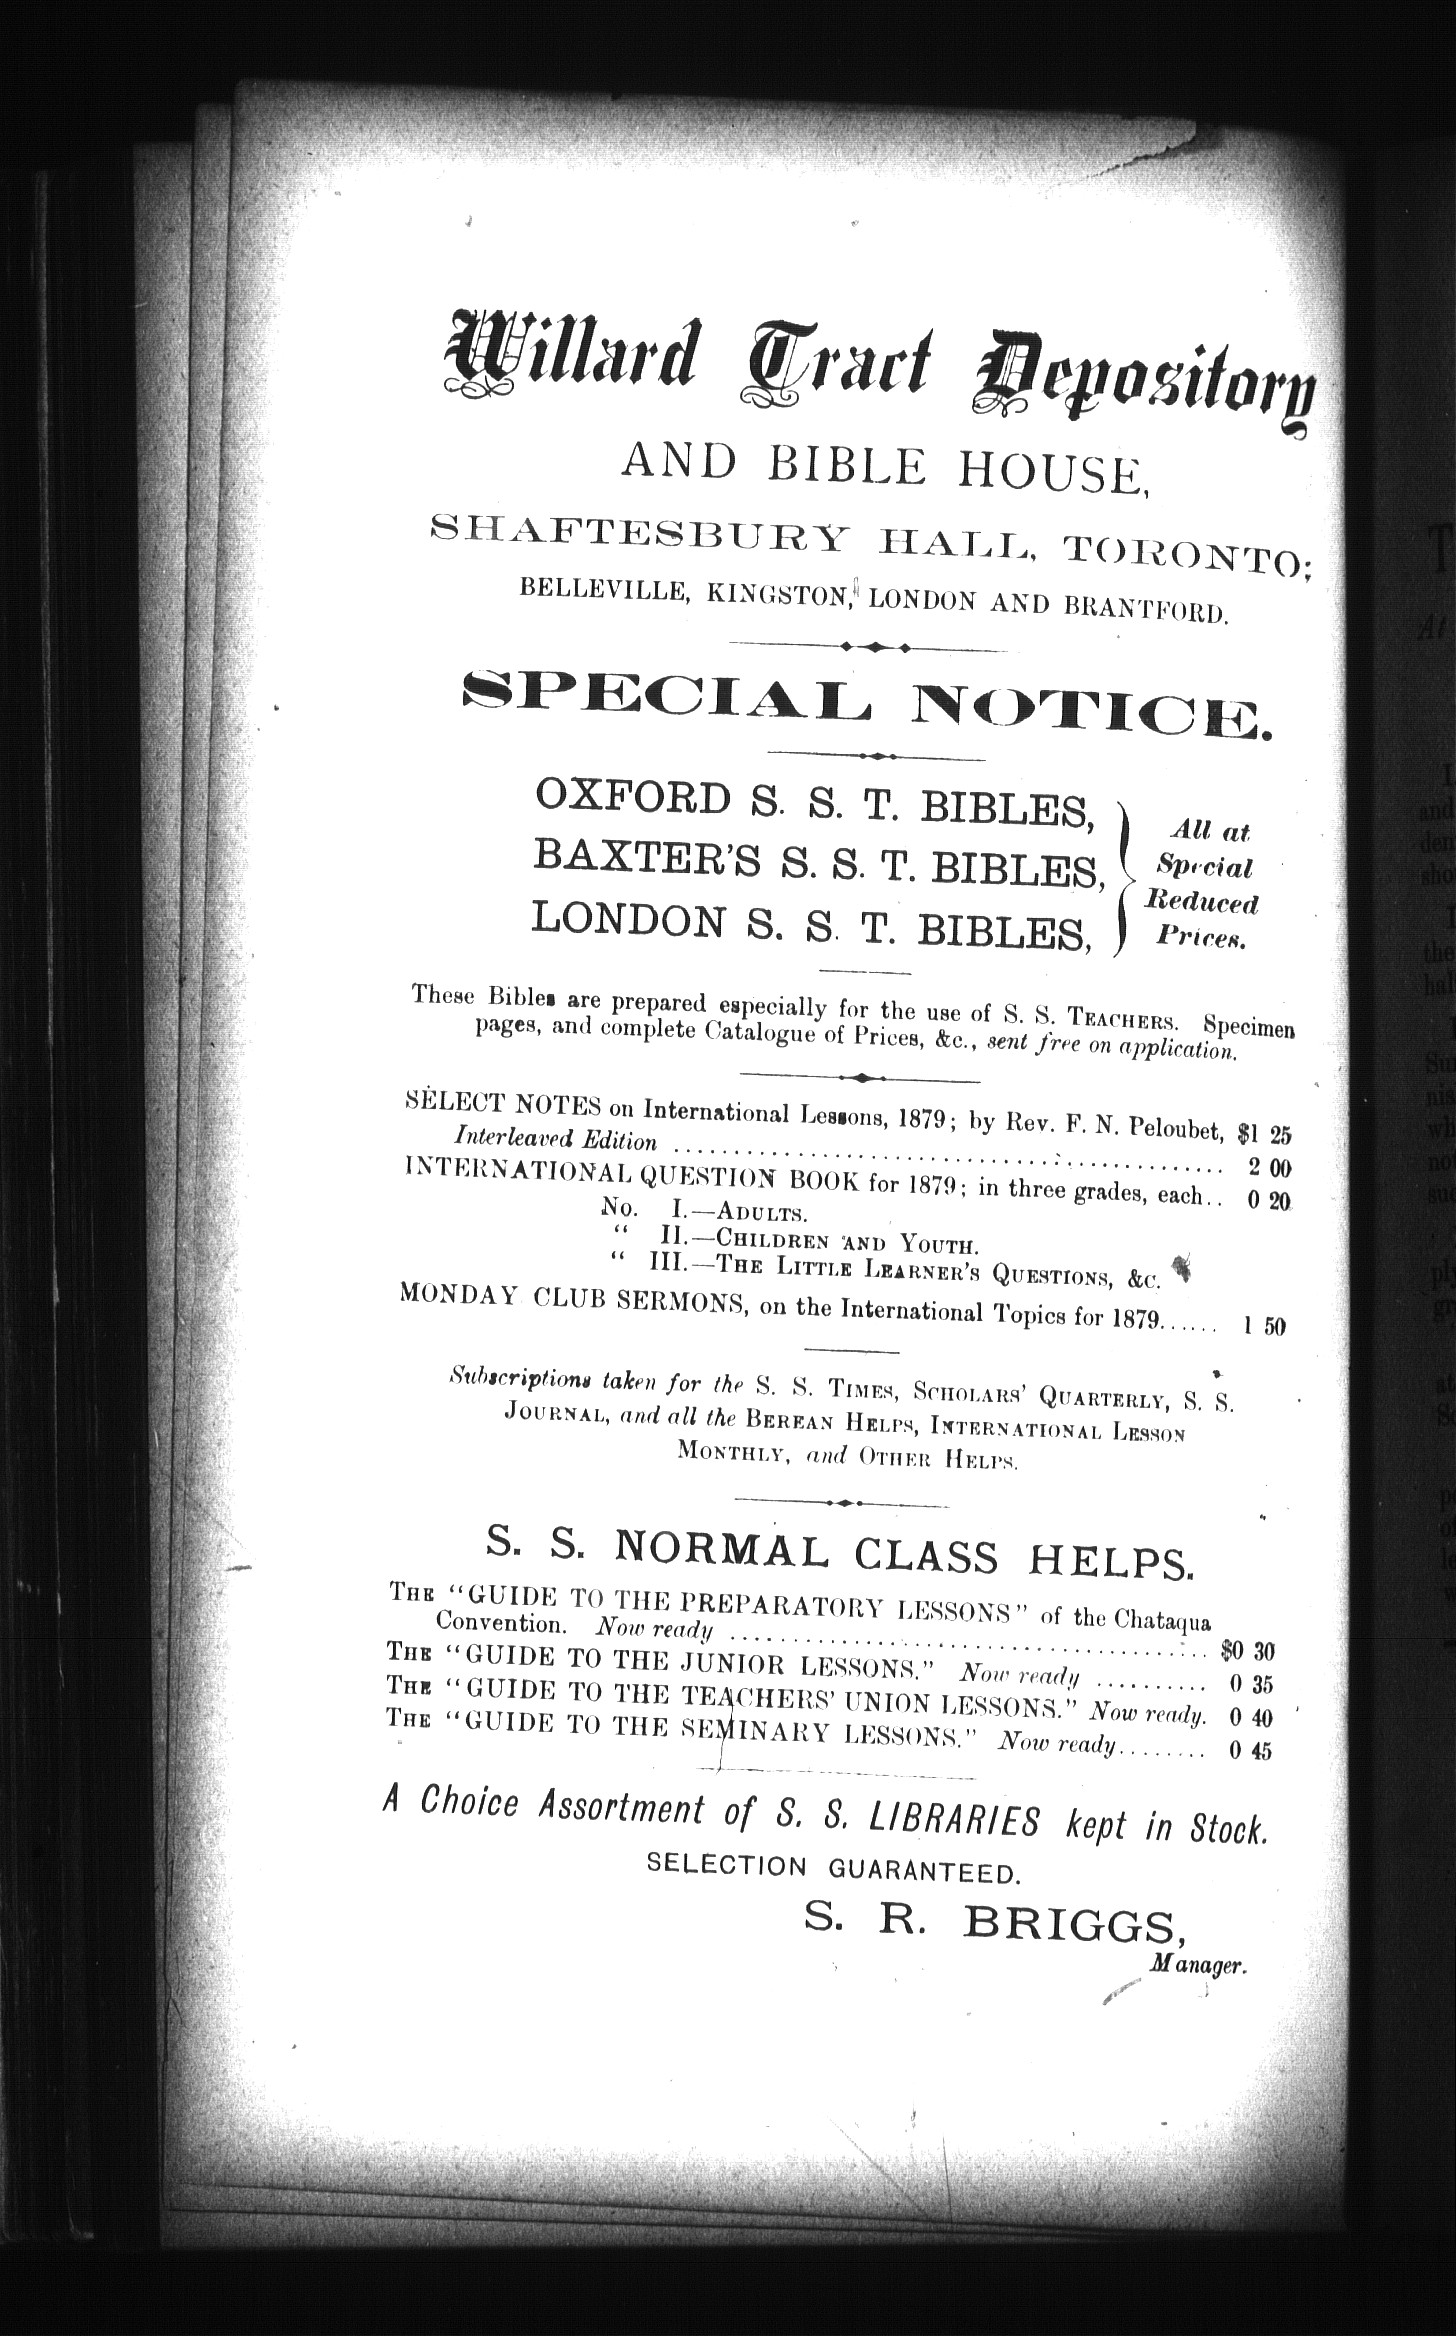 Willard Tract Depository
AND BIBLE HOUSE,
SHAFTESBURY HALL, TORONTO;
BELLEVILLE, KINGSTON, LONDON AND BRANTFORD.
SPECIAL NOTICE.
OXFORD S. S. T. BIBLES,
BAXTER'S S. S. T. BIBLES,
LONDON S. S. T. BIBLES,
All at
Special
Reduced
Prices.
These Bibles are prepared especially for the use of S. S. TEACHERS. Specimen
pages, and complete Catalogue of Prices, &c., sent free on application.
SELECT NOTES on International Lessons, 1879; by Rev. F. N. Peloubet, $1 25
Interleaved Edition .......................................... 2 00
INTERNATIONAL QUESTION BOOK for 1879; in three grades, each.. 0 20
No. I.—ADULTS.
" II.—CHILDREN AND YOUTH.
" III.—THE LITTLE LEARNER'S QUESTIONS, &C.
MONDAY CLUB SERMONS, on the International Topics for 1879...... 1 50
Subscriptions taken for the S. S. TIMES, SCHOLARS' QUARTERLY, S. S.
JOURNAL, and all the BEREAN HELPS, INTERNATIONAL LESSON
MONTHLY, and OTHER HELPS.
S. S. NORMAL CLASS HELPS.
THE "GUIDE TO THE PREPARATORY LESSONS" of the Chataqua
Convention. Now ready ........................................ $0 30
THE "GUIDE TO THE JUNIOR LESSONS." Now ready .......... 0 35
THE "GUIDE TO THE TEACHERS' UNION LESSONS." Now ready. 0 40
THE "GUIDE TO THE SEMINARY LESSONS." Now ready........ 0 45
A Choice Assortment of S. S. LIBRARIES kept in Stock.
SELECTION GUARANTEED.
S. R. BRIGGS,
Manager.